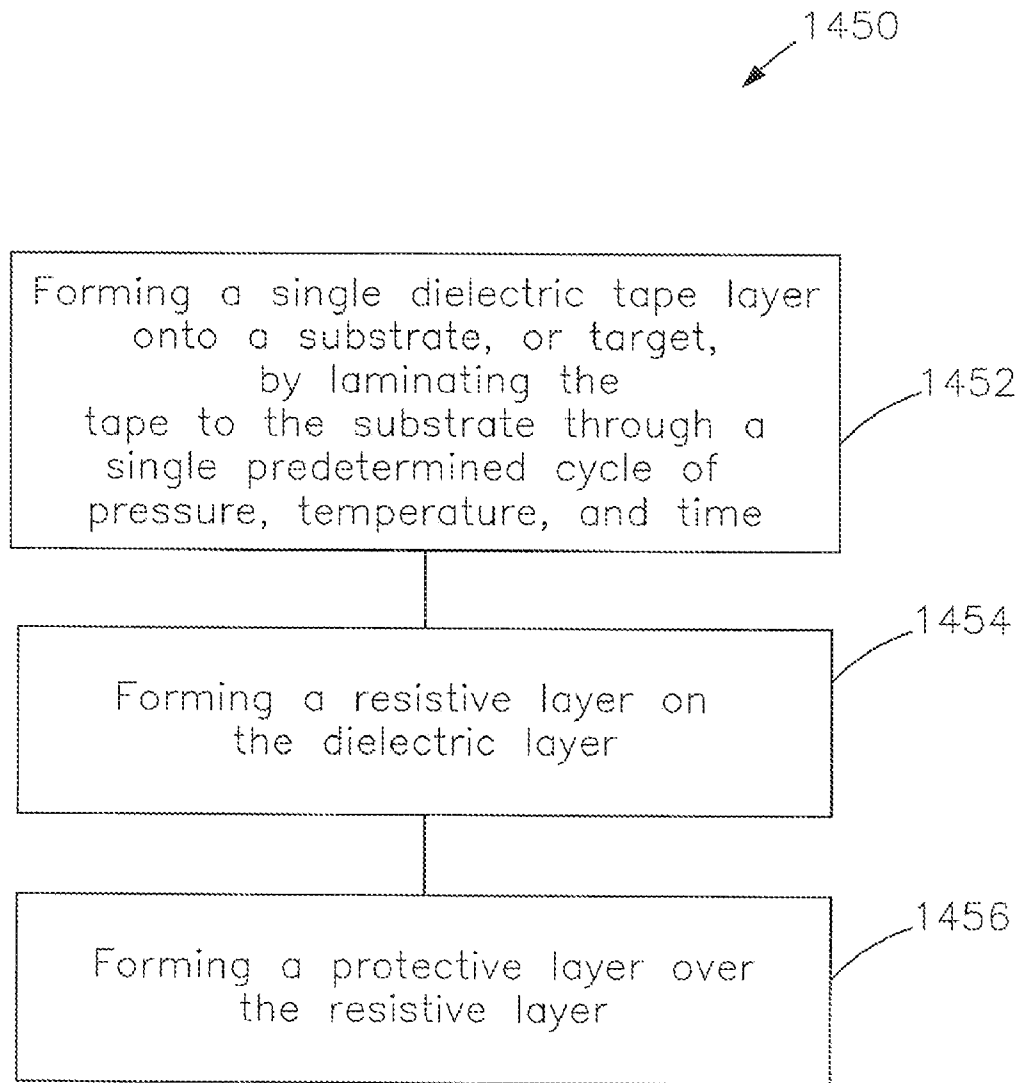 1450
Forming a single dielectric tape layer
onto a substrate, or target,
by laminating the
tape to the substrate through a
single predetermined cycle of
pressure, temperature, and time
1452
1454
Forming a resistive layer on
the dielectric layer
1456
Forming a protective layer over
the resistive layer